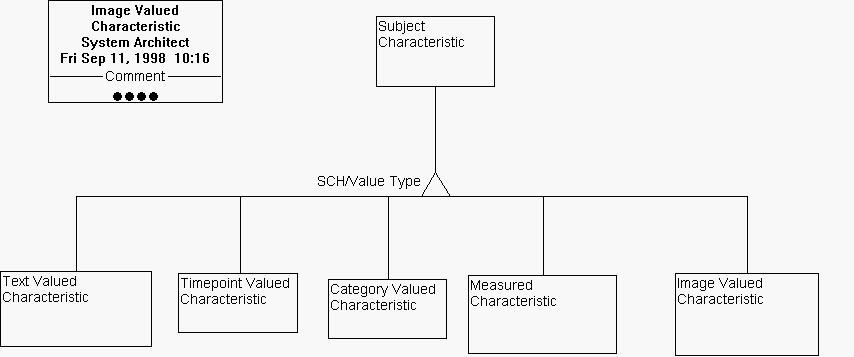 Image Valued
Characteristic
System Architect
Fri Sep 11, 1998  10:16
Comment
Subject
Characteristic
SCH/Value Type
Text Valued
Characteristic
Timepoint Valued
Characteristic
Category Valued
Characteristic
Measured
Characteristic
Image Valued
Characteristic